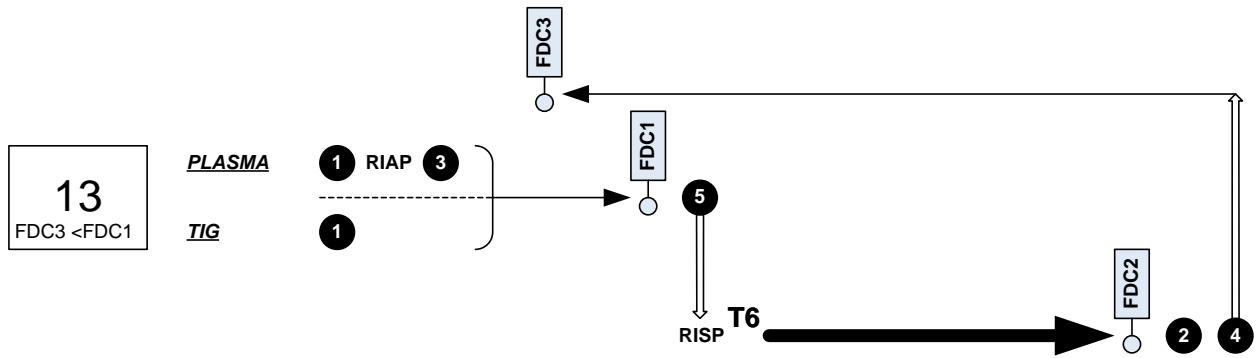 FDC3
FDC1
PLASMA 1 RIAP 3
13
FDC3 <FDC1
5
TIG 1
FDC2
RISP T6
2 4